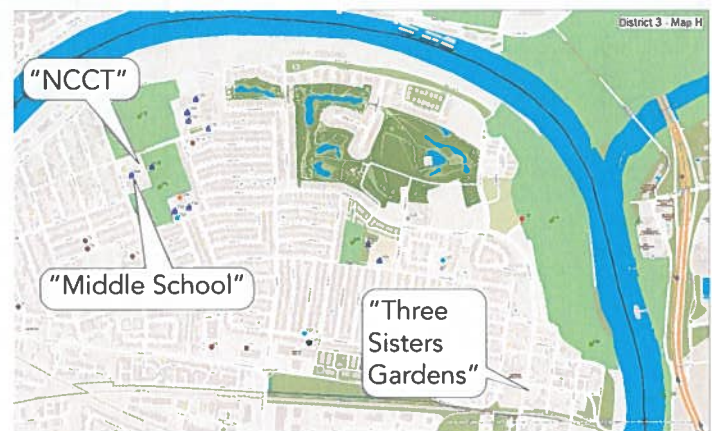 District 3 - Map H
"NCCT"
"Middle School"
"Three
Sisters
Gardens"